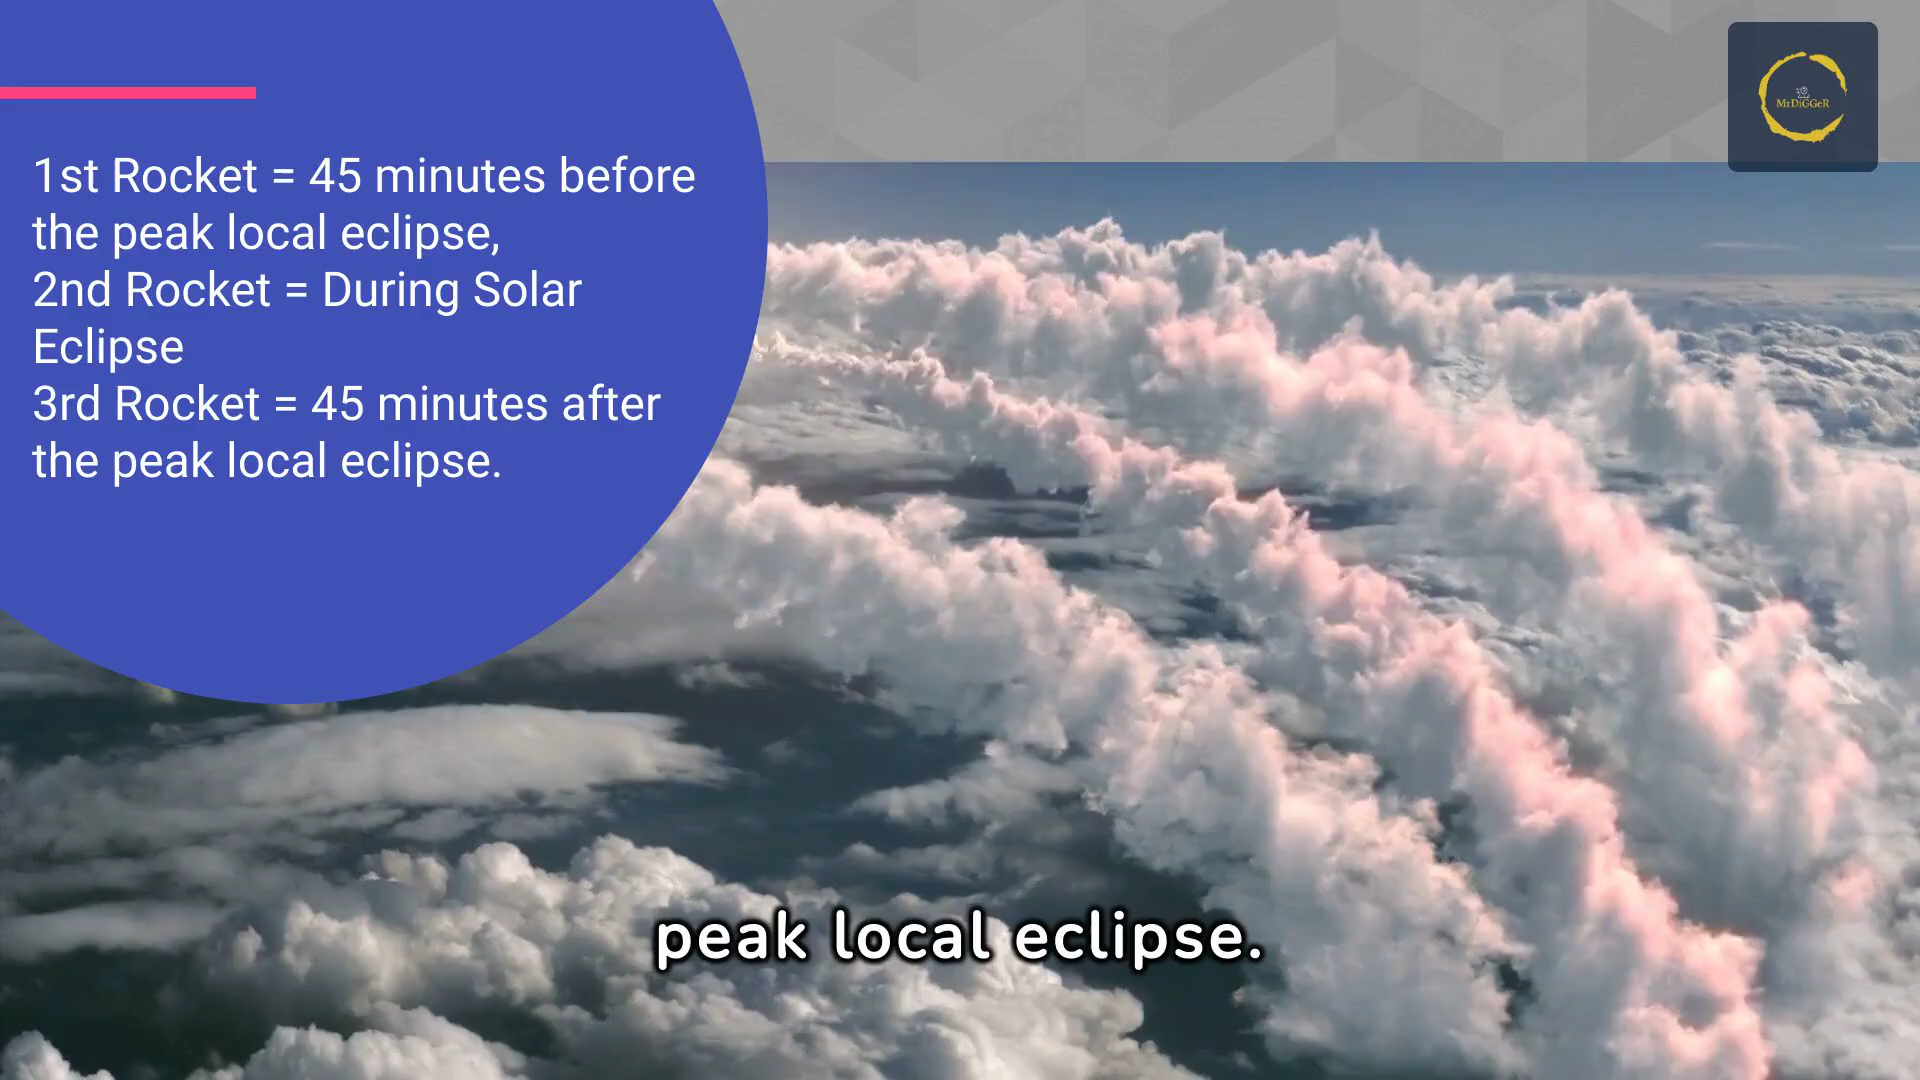 1st Rocket = 45 minutes before
the peak local eclipse,
2nd Rocket = During Solar
Eclipse
3rd Rocket = 45 minutes after
the peak local eclipse.
MrDiGGeR
peak local eclipse.